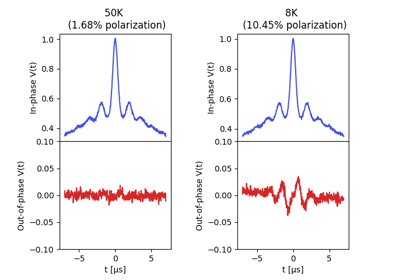 50K
(1.68% polarization)
8K
(10.45% polarization)
In-phase V(t)
1.0
0.8
0.6
0.4
In-phase V(t)
1.0
0.8
0.6
0.4
Out-of-phase V(t)
0.10
0.05
0.00
−0.05
−0.10
−5
0
5
t [μs]
Out-of-phase V(t)
0.10
0.05
0.00
−0.05
−0.10
−5
0
5
t [μs]